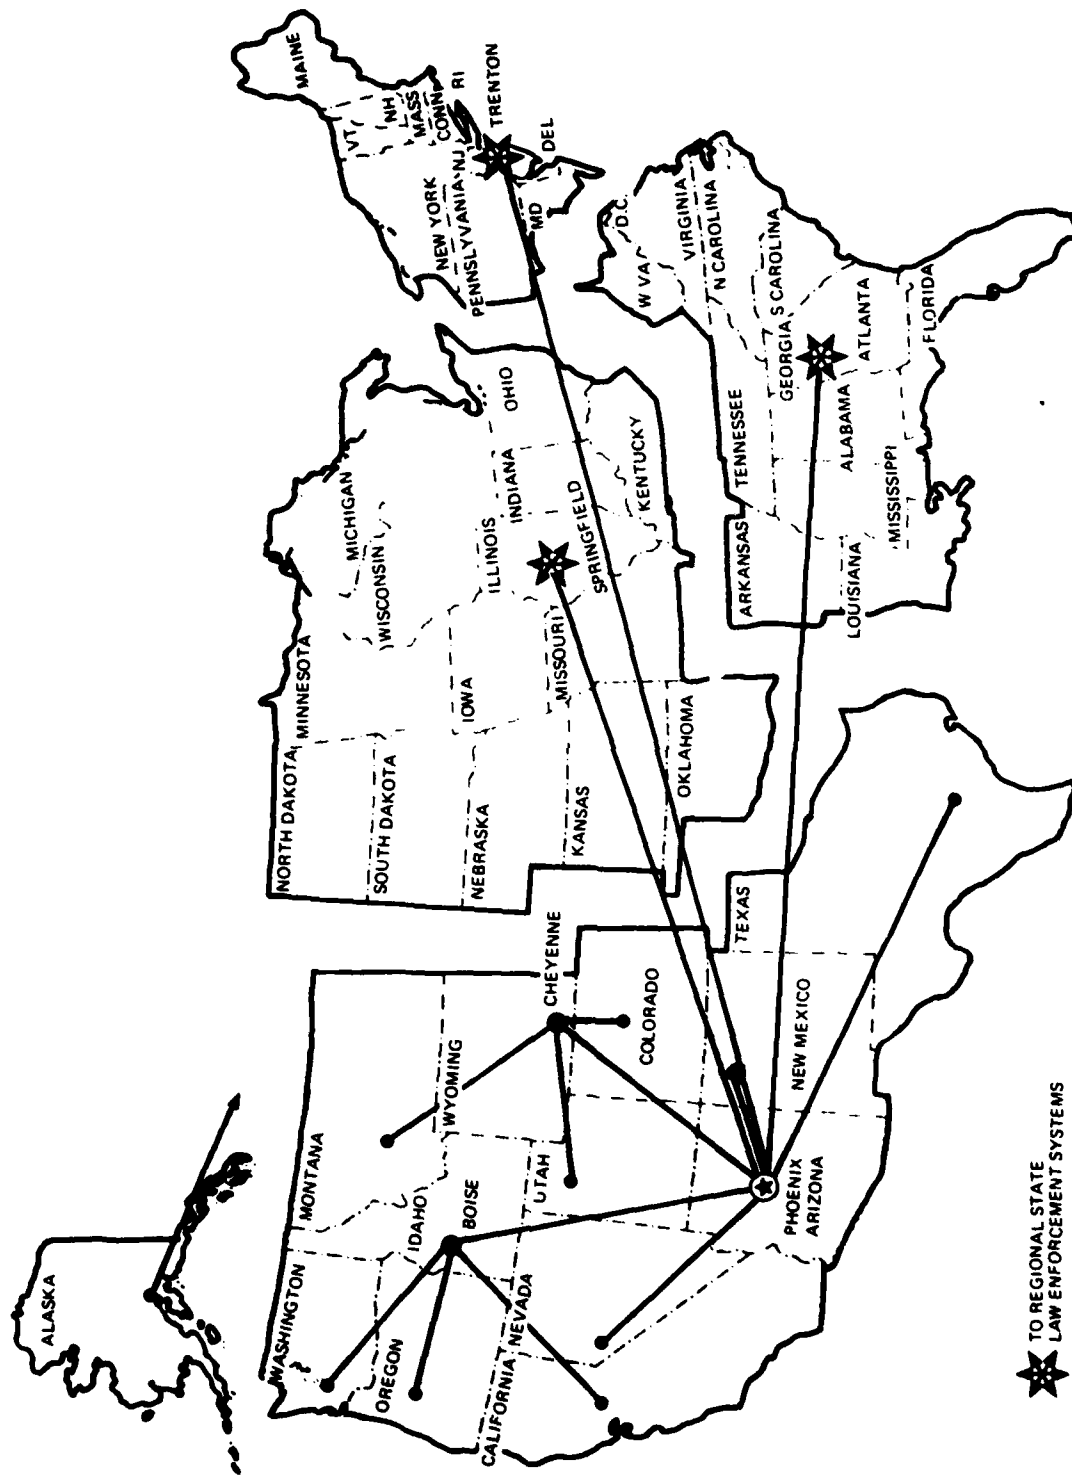 ALASKA
WASHINGTON
MONTANA
OREGON
IDAHO
BOISE
WYOMING
CHEYENNE
CALIFORNIA
NEVADA
UTAH
COLORADO
PHOENIX
ARIZONA
NEW MEXICO
TEXAS
NORTH DAKOTA
MINNESOTA
SOUTH DAKOTA
WISCONSIN
MICHIGAN
NEBRASKA
IOWA
ILLINOIS
INDIANA
OHIO
KANSAS
MISSOURI
SPRINGFIELD
KENTUCKY
OKLAHOMA
MAINE
VT
NH
MASS
CONN
RI
NEW YORK
PENNSLYVANIA
NJ
TRENTON
MD
DEL
D.C.
W VA
VIRGINIA
N CAROLINA
TENNESSEE
ARKANSAS
S CAROLINA
GEORGIA
ATLANTA
ALABAMA
MISSISSIPPI
LOUISIANA
FLORIDA
TO REGIONAL STATE
LAW ENFORCEMENT SYSTEMS